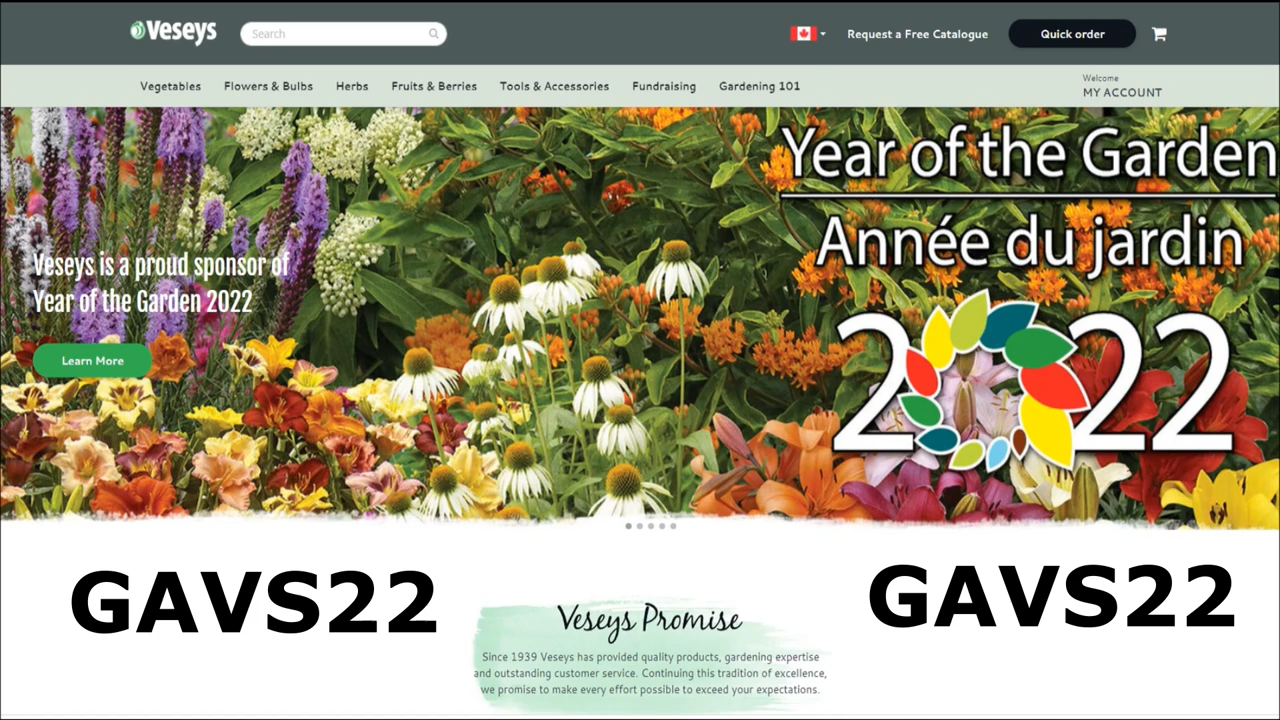 Veseys
Search
Request a Free Catalogue
Quick order
Vegetables
Flowers & Bulbs
Herbs
Fruits & Berries
Tools & Accessories
Fundraising
Gardening 101
Welcome
MY ACCOUNT
Year of the Garden
Année du jardin
2022
Veseys is a proud sponsor of
Year of the Garden 2022
Learn More
GAVS22
GAVS22
Veseys Promise
Since 1939 Veseys has provided quality products, gardening expertise
and outstanding customer service. Continuing this tradition of excellence,
we promise to make every effort possible to exceed your expectations.